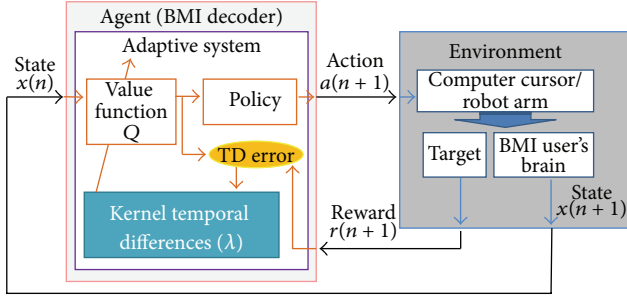 Agent (BMI decoder)
Adaptive system
State
x(n)
Value
function
Q
Policy
TD error
Kernel temporal
differences (λ)
Action
a(n + 1)
Reward
r(n + 1)
Environment
Computer cursor/
robot arm
Target
BMI user's
brain
State
x(n + 1)